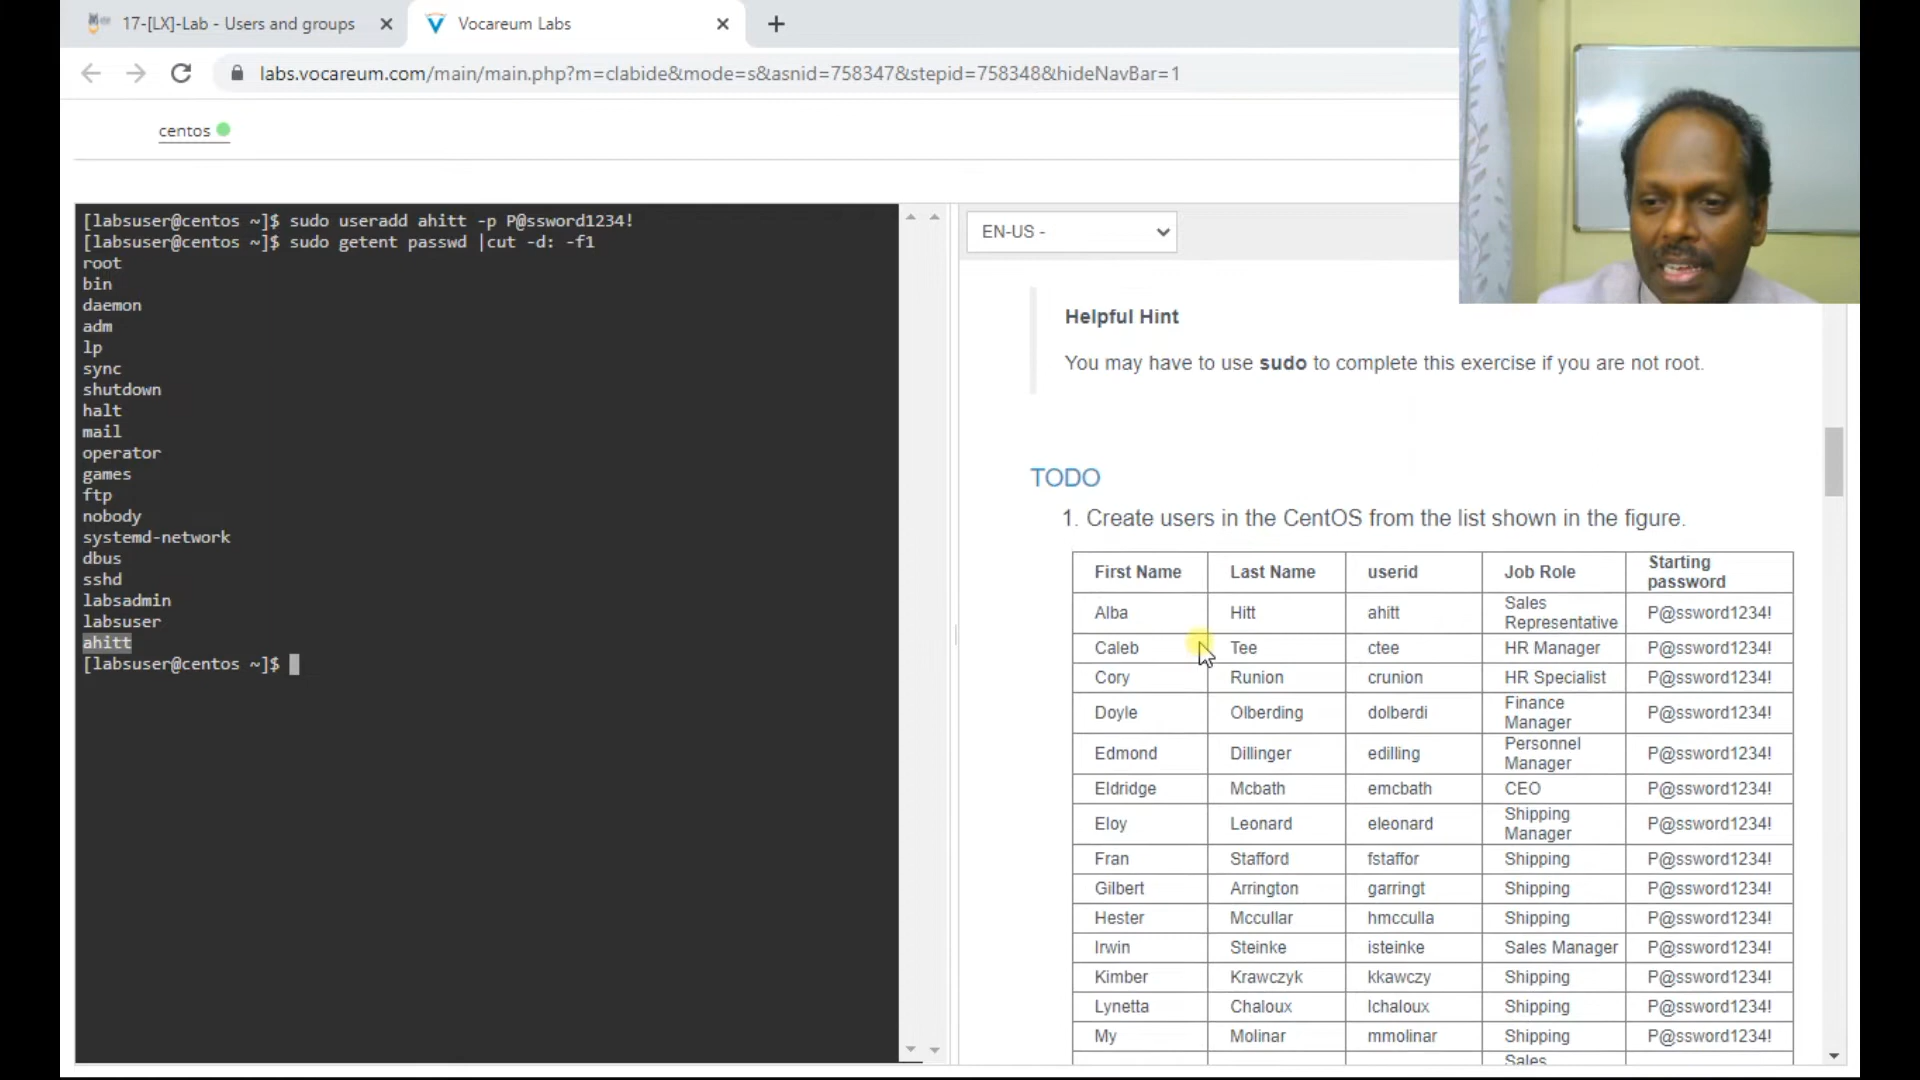 17-[LX]-Lab - Users and groups
Vocareum Labs
labs.vocareum.com/main/main.php?m=clabide&mode=s&asnid=758347&stepid=758348&hideNavBar=1
centos
[labsuser@centos ~]$ sudo useradd ahitt -p P@ssword1234!
[labsuser@centos ~]$ sudo getent passwd |cut -d: -f1
root
bin
daemon
adm
lp
sync
shutdown
halt
mail
operator
games
ftp
nobody
systemd-network
dbus
sshd
labsadmin
labsuser
ahitt
[labsuser@centos ~]$
EN-US -
Helpful Hint
You may have to use sudo to complete this exercise if you are not root.
TODO
1. Create users in the CentOS from the list shown in the figure.
First Name Last Name userid Job Role Starting password
Alba Hitt ahitt Sales Representative P@ssword1234!
Caleb Tee ctee HR Manager P@ssword1234!
Cory Runion crunion HR Specialist P@ssword1234!
Doyle Olberding dolberdi Finance Manager P@ssword1234!
Edmond Dillinger edilling Personnel Manager P@ssword1234!
Eldridge Mcbath emcbath CEO P@ssword1234!
Eloy Leonard eleonard Shipping Manager P@ssword1234!
Fran Stafford fstaffor Shipping P@ssword1234!
Gilbert Arrington garringt Shipping P@ssword1234!
Hester Mccullar hmcculla Shipping P@ssword1234!
Irwin Steinke isteinke Sales Manager P@ssword1234!
Kimber Krawczyk kkawczy Shipping P@ssword1234!
Lynetta Chaloux lchaloux Shipping P@ssword1234!
My Molinar mmolinar Shipping P@ssword1234!
Sales